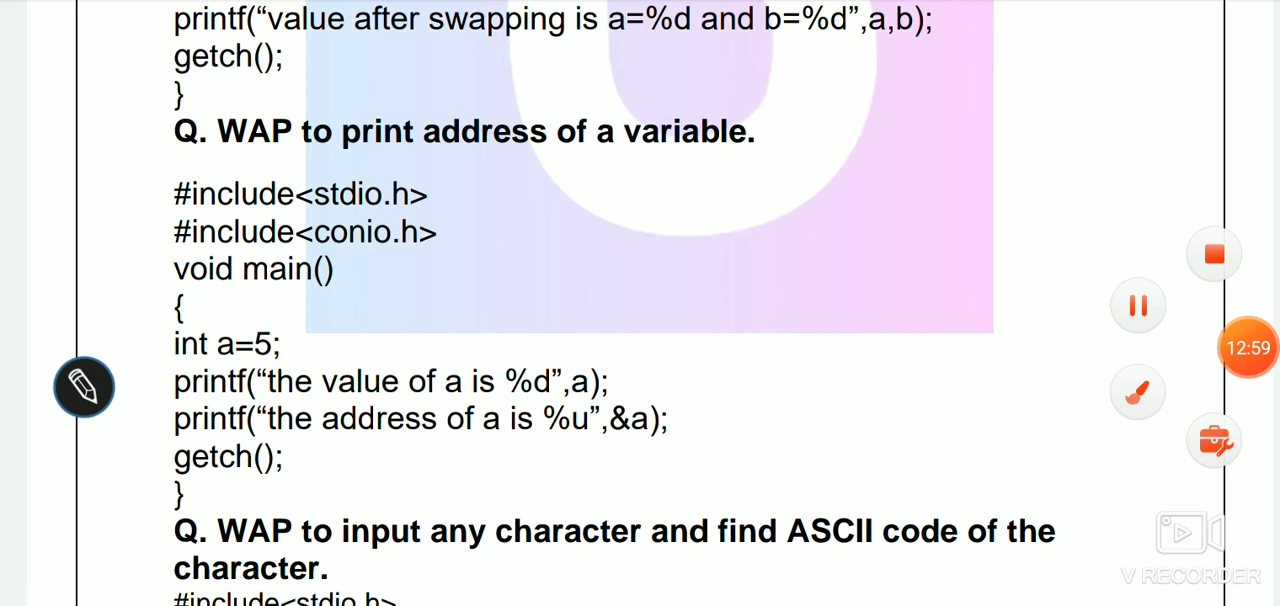 printf(“value after swapping is a=%d and b=%d”,a,b);
getch();
}
Q. WAP to print address of a variable.
#include<stdio.h>
#include<conio.h>
void main()
{
int a=5;
printf(“the value of a is %d”,a);
printf(“the address of a is %u”,&a);
getch();
}
Q. WAP to input any character and find ASCII code of the
character.
#include<stdio.h>
12:59
V RECORDER